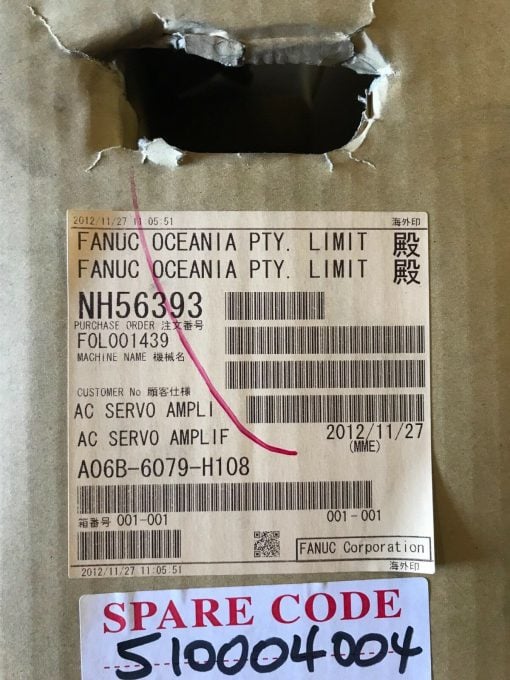 2012/11/27 11:05:51 海外印
FANUC OCEANIA PTY. LIMIT 殿
FANUC OCEANIA PTY. LIMIT 殿
NH56393
PURCHASE ORDER 注文番号
FOL001439
MACHINE NAME 機械名
CUSTOMER No 顧客仕様
AC SERVO AMPLI
AC SERVO AMPLIF 2012/11/27
(MME)
A06B-6079-H108
箱番号 001-001 001-001
FANUC Corporation
2012/11/27 11:05:51 海外印
SPARE CODE
510004004